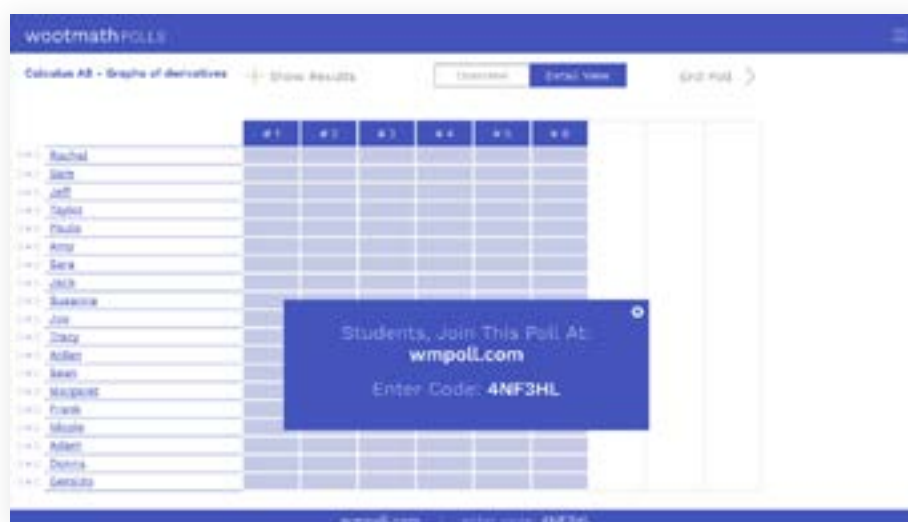 wootmath POLLS
Calculus AB - Graphs of derivatives
Show Results
Overview
Detail View
End Poll
#1 #2 #3 #4 #5 #6
Rachel
Sam
Jeff
Taylor
Paula
Amy
Sara
Jack
Susanna
Joe
Tracy
Sean
Margaret
Frank
Nicole
Adam
Donna
Students, Join This Poll At:
wmpoll.com
Enter Code: 4NF3HL
wmpoll.com